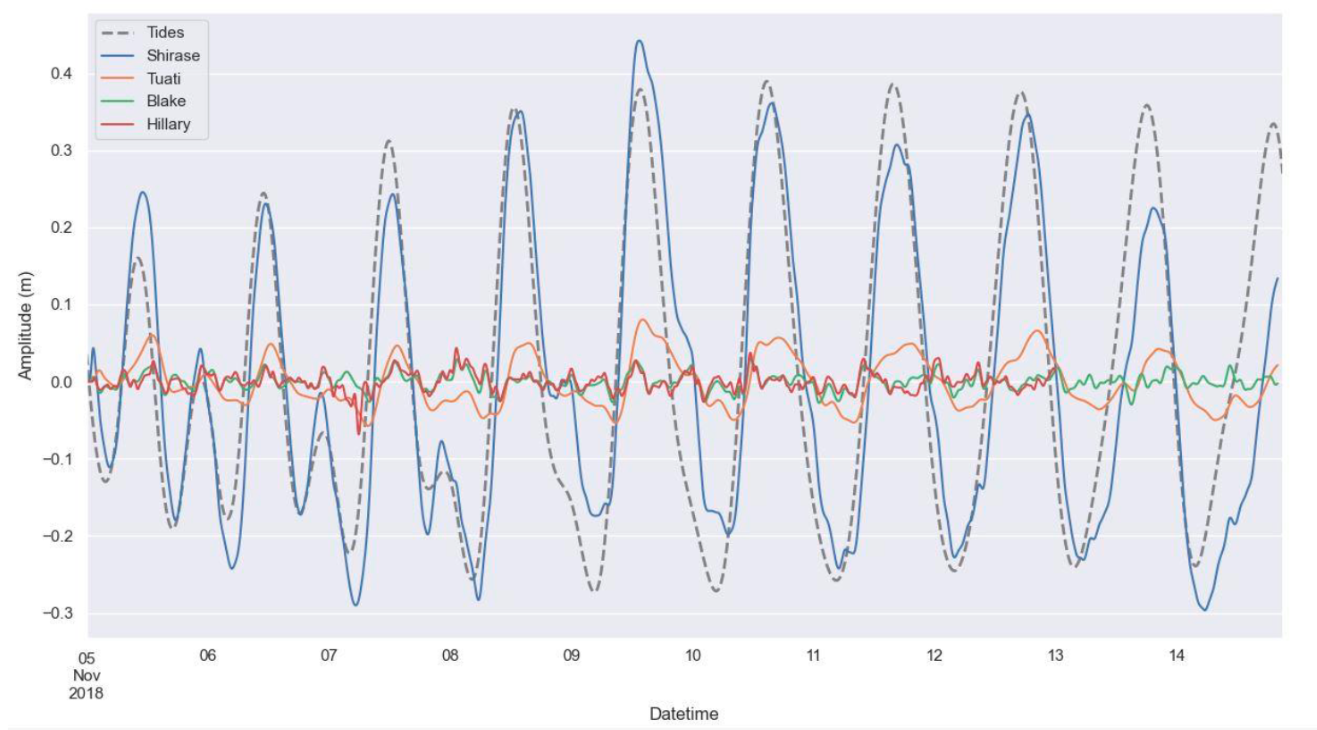 Tides
Shirase
Tuati
Blake
Hillary
0.4
0.3
0.2
0.1
0.0
−0.1
−0.2
−0.3
Amplitude (m)
05 06 07 08 09 10 11 12 13 14
Nov
2018
Datetime